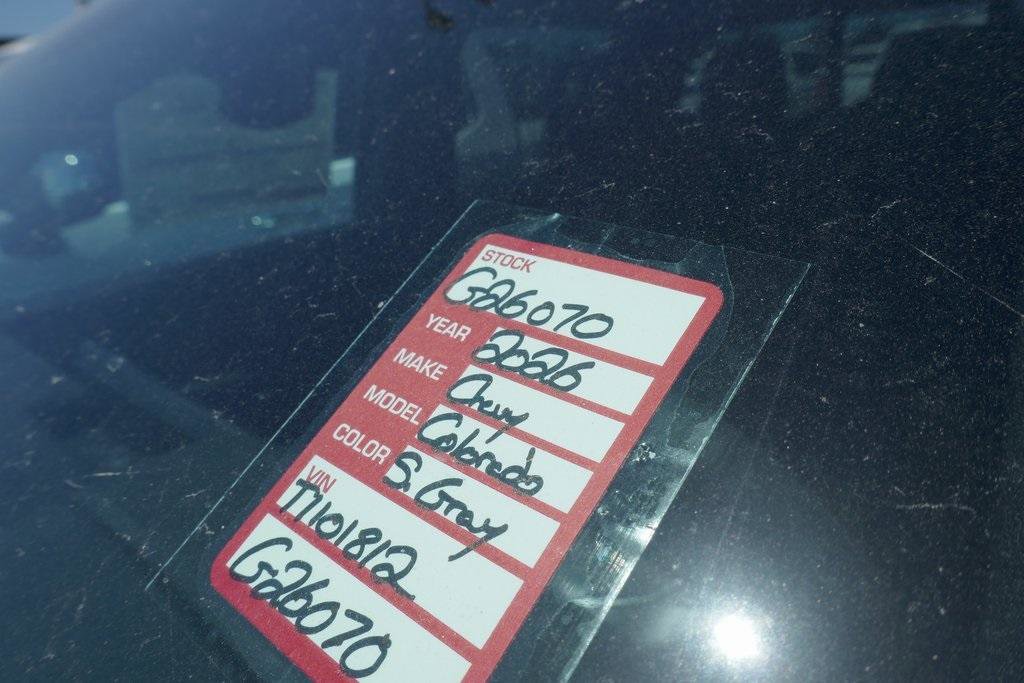 STOCK
G26070
YEAR 2026
MAKE Chevy
MODEL Colorado
COLOR S. Gray
VIN
T1101812
G26070